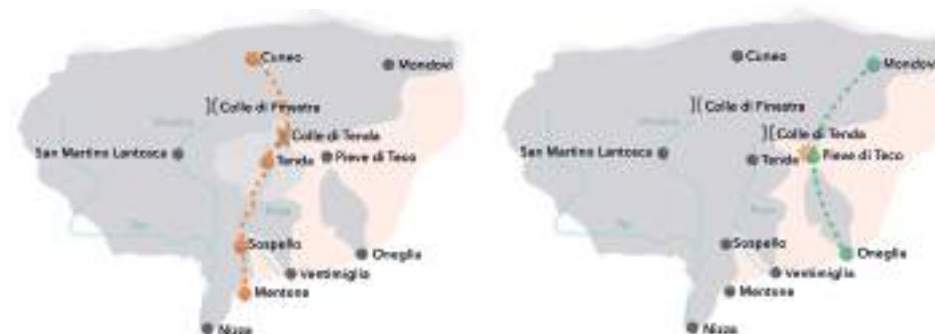 Cuneo
Mondovì
Colle di Finestra
Colle di Tenda
San Martino Lantosca
Tenda
Pieve di Teco
Sospello
Oneglia
Ventimiglia
Mentone
Nizza
Cuneo
Mondovì
Colle di Finestra
Colle di Tenda
San Martino Lantosca
Tenda
Pieve di Teco
Sospello
Oneglia
Ventimiglia
Mentone
Nizza